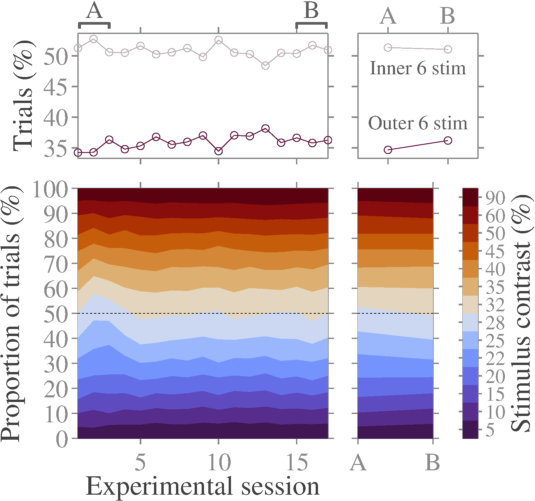 A B
Trials (%)
50
45
40
35
Inner 6 stim
Outer 6 stim
Proportion of trials (%)
100
90
80
70
60
50
40
30
20
10
0
5 10 15
Experimental session
A B
A B
90
60
50
45
40
35
32
28
25
22
20
15
10
5
Stimulus contrast (%)